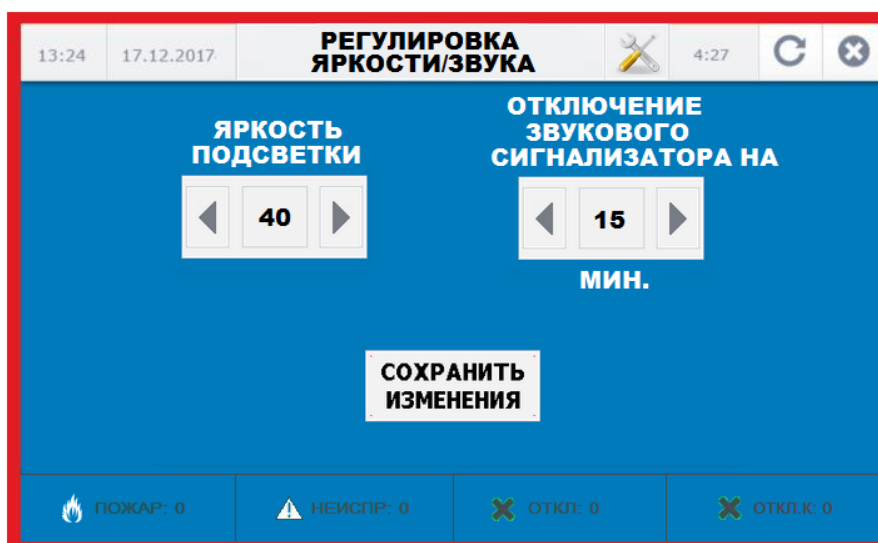 13:24
17.12.2017
РЕГУЛИРОВКА
ЯРКОСТИ/ЗВУКА
4:27
ЯРКОСТЬ
ПОДСВЕТКИ
40
ОТКЛЮЧЕНИЕ
ЗВУКОВОГО
СИГНАЛИЗАТОРА НА
15
МИН.
СОХРАНИТЬ
ИЗМЕНЕНИЯ
ПОЖАР: 0
НЕИСПР: 0
ОТКЛ: 0
ОТКЛ.К: 0